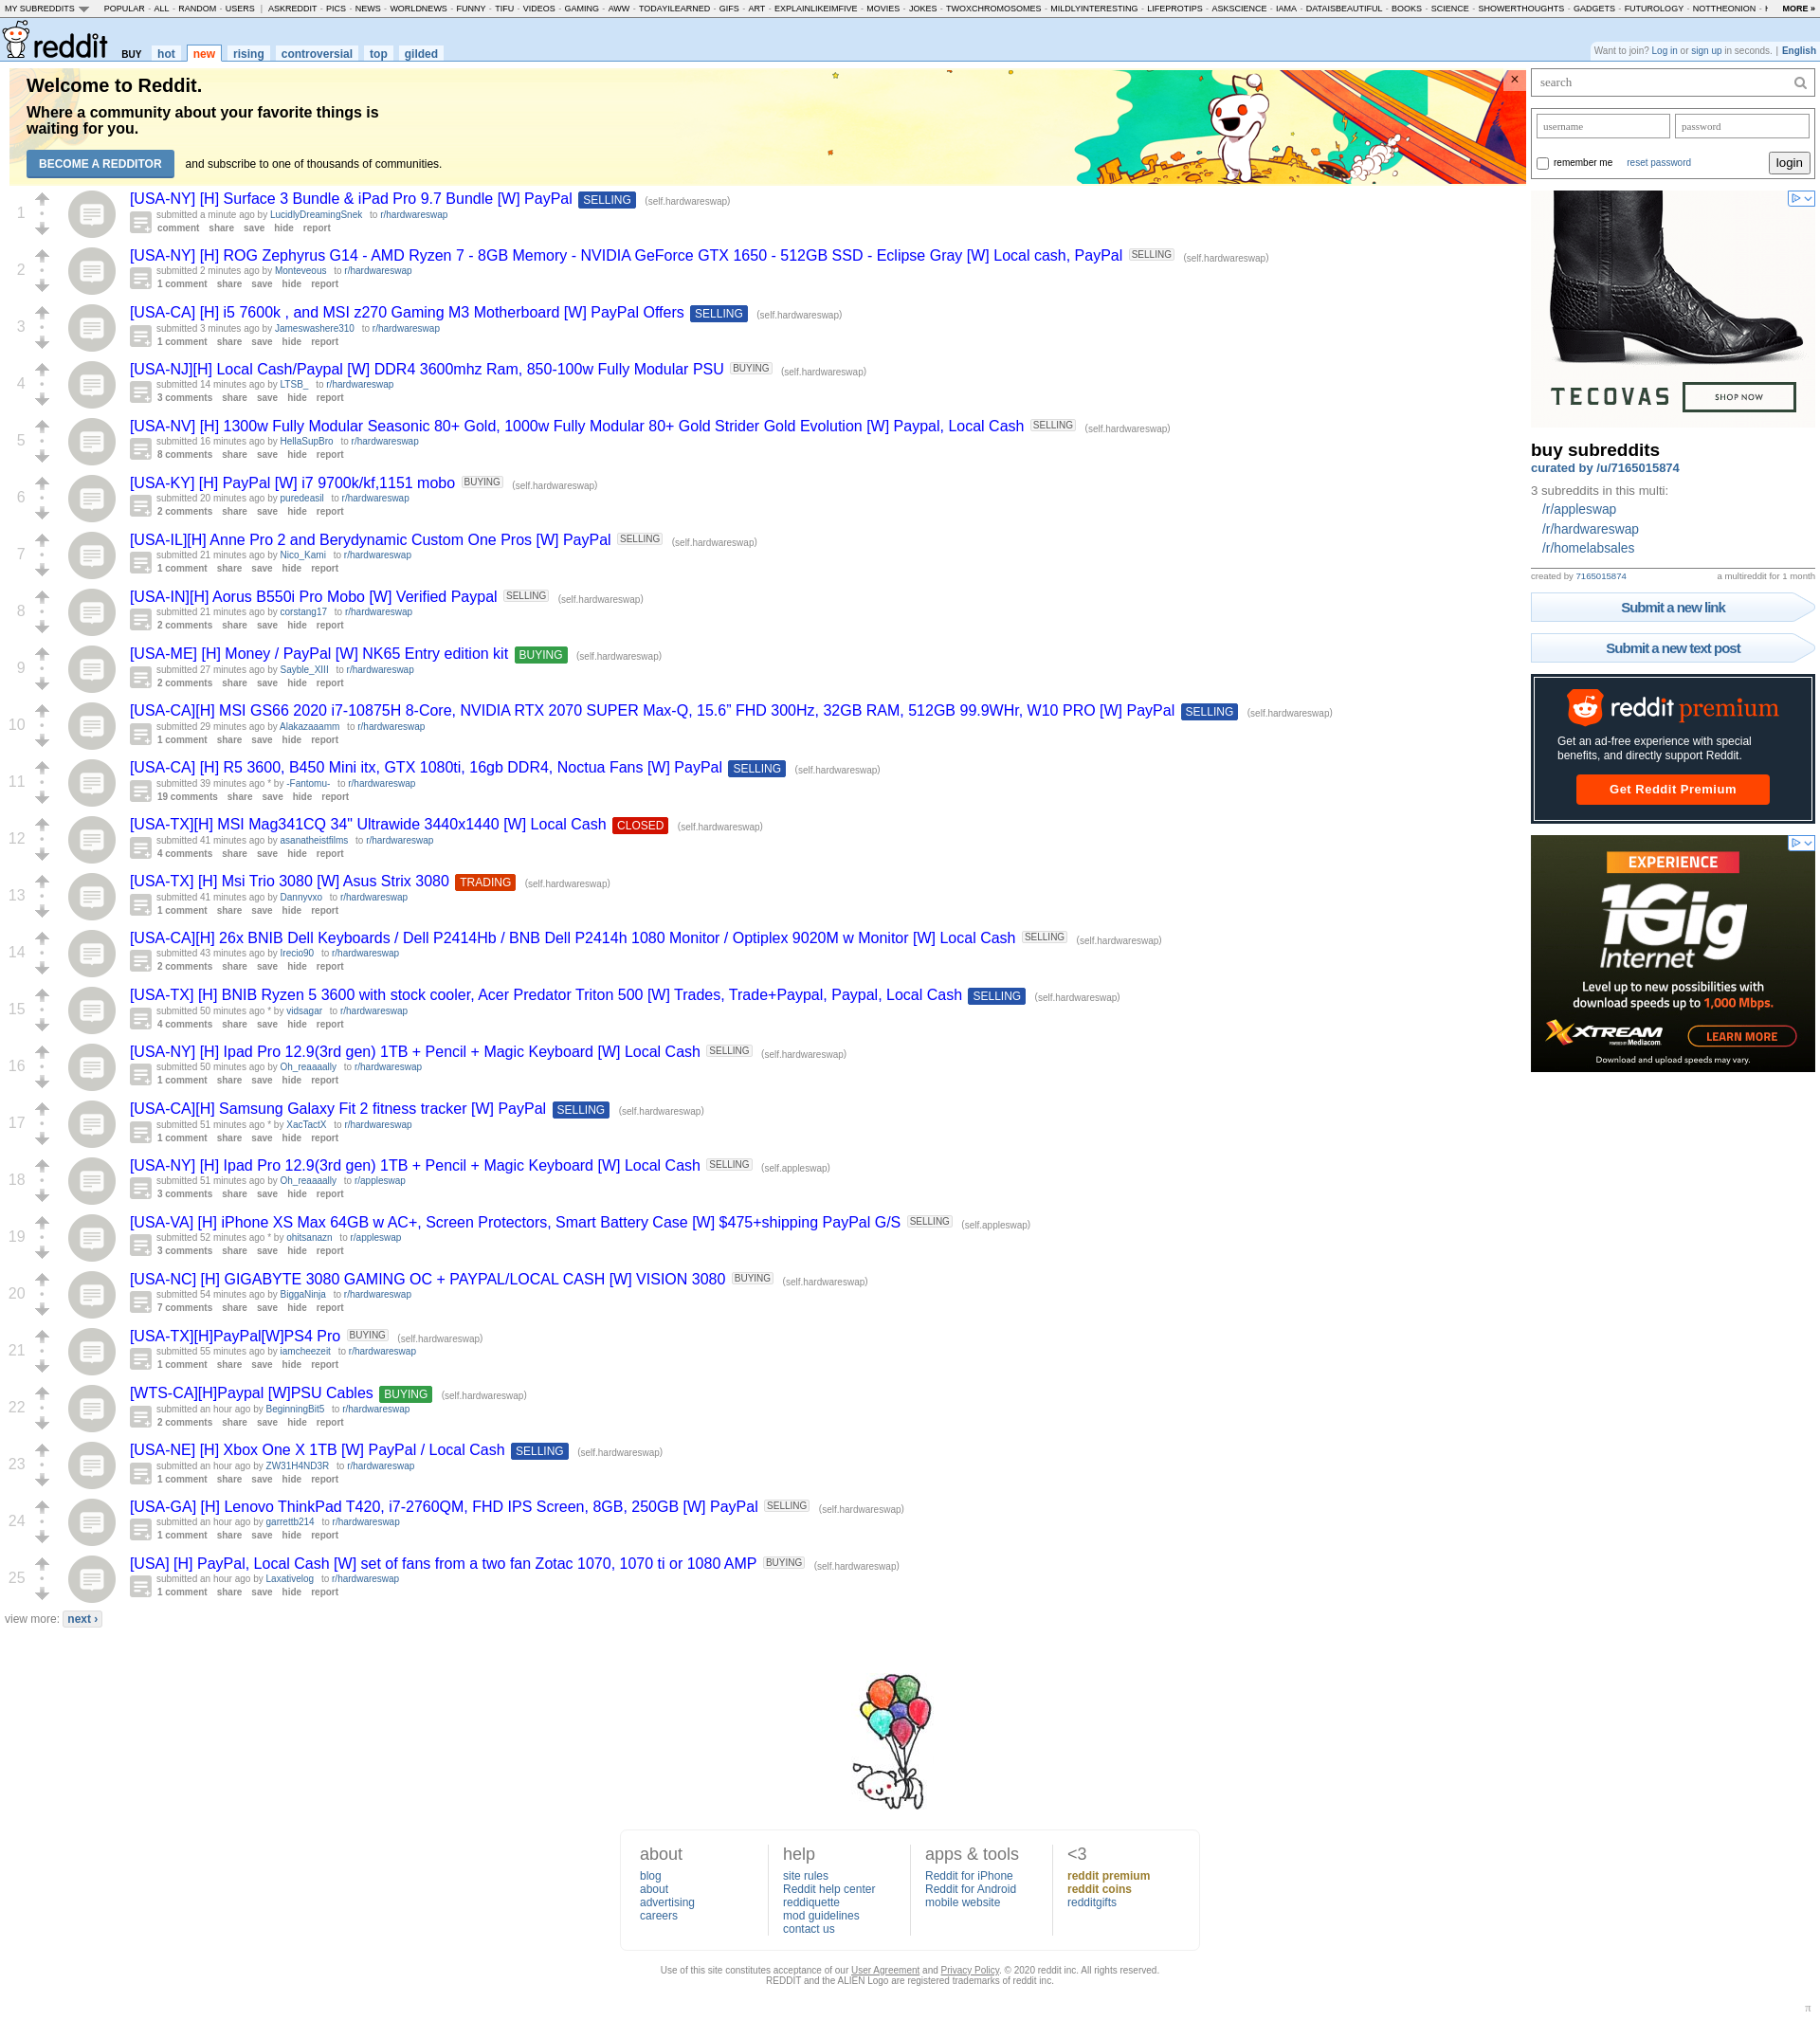 MY SUBREDDITS POPULAR - ALL - RANDOM - USERS | ASKREDDIT - PICS - NEWS - WORLDNEWS - FUNNY - TIFU - VIDEOS - GAMING - AWW - TODAYILEARNED - GIFS - ART - EXPLAINLIKEIMFIVE - MOVIES - JOKES - TWOXCHROMOSOMES - MILDLYINTERESTING - LIFEPROTIPS - ASKSCIENCE - IAMA - DATAISBEAUTIFUL - BOOKS - SCIENCE - SHOWERTHOUGHTS - GADGETS - FUTUROLOGY - NOTTHEONION - MORE »
reddit BUY hot new rising controversial top gilded
Want to join? Log in or sign up in seconds. | English
Welcome to Reddit.
Where a community about your favorite things is
waiting for you.
BECOME A REDDITOR and subscribe to one of thousands of communities.
×
1
[USA-NY] [H] Surface 3 Bundle & iPad Pro 9.7 Bundle [W] PayPal SELLING (self.hardwareswap)
submitted a minute ago by LucidlyDreamingSnek to r/hardwareswap
comment share save hide report
2
[USA-NY] [H] ROG Zephyrus G14 - AMD Ryzen 7 - 8GB Memory - NVIDIA GeForce GTX 1650 - 512GB SSD - Eclipse Gray [W] Local cash, PayPal SELLING (self.hardwareswap)
submitted 2 minutes ago by Monteveous to r/hardwareswap
1 comment share save hide report
3
[USA-CA] [H] i5 7600k , and MSI z270 Gaming M3 Motherboard [W] PayPal Offers SELLING (self.hardwareswap)
submitted 3 minutes ago by Jameswashere310 to r/hardwareswap
1 comment share save hide report
4
[USA-NJ][H] Local Cash/Paypal [W] DDR4 3600mhz Ram, 850-100w Fully Modular PSU BUYING (self.hardwareswap)
submitted 14 minutes ago by LTSB_ to r/hardwareswap
3 comments share save hide report
5
[USA-NV] [H] 1300w Fully Modular Seasonic 80+ Gold, 1000w Fully Modular 80+ Gold Strider Gold Evolution [W] Paypal, Local Cash SELLING (self.hardwareswap)
submitted 16 minutes ago by HellaSupBro to r/hardwareswap
8 comments share save hide report
6
[USA-KY] [H] PayPal [W] i7 9700k/kf,1151 mobo BUYING (self.hardwareswap)
submitted 20 minutes ago by puredeasil to r/hardwareswap
2 comments share save hide report
7
[USA-IL][H] Anne Pro 2 and Berydynamic Custom One Pros [W] PayPal SELLING (self.hardwareswap)
submitted 21 minutes ago by Nico_Kami to r/hardwareswap
1 comment share save hide report
8
[USA-IN][H] Aorus B550i Pro Mobo [W] Verified Paypal SELLING (self.hardwareswap)
submitted 21 minutes ago by corstang17 to r/hardwareswap
2 comments share save hide report
9
[USA-ME] [H] Money / PayPal [W] NK65 Entry edition kit BUYING (self.hardwareswap)
submitted 27 minutes ago by Sayble_XIII to r/hardwareswap
2 comments share save hide report
10
[USA-CA][H] MSI GS66 2020 i7-10875H 8-Core, NVIDIA RTX 2070 SUPER Max-Q, 15.6” FHD 300Hz, 32GB RAM, 512GB 99.9WHr, W10 PRO [W] PayPal SELLING (self.hardwareswap)
submitted 29 minutes ago by Alakazaaamm to r/hardwareswap
1 comment share save hide report
11
[USA-CA] [H] R5 3600, B450 Mini itx, GTX 1080ti, 16gb DDR4, Noctua Fans [W] PayPal SELLING (self.hardwareswap)
submitted 39 minutes ago * by -Fantomu- to r/hardwareswap
19 comments share save hide report
12
[USA-TX][H] MSI Mag341CQ 34" Ultrawide 3440x1440 [W] Local Cash CLOSED (self.hardwareswap)
submitted 41 minutes ago by asanatheistfilms to r/hardwareswap
4 comments share save hide report
13
[USA-TX] [H] Msi Trio 3080 [W] Asus Strix 3080 TRADING (self.hardwareswap)
submitted 41 minutes ago by Dannyvxo to r/hardwareswap
1 comment share save hide report
14
[USA-CA][H] 26x BNIB Dell Keyboards / Dell P2414Hb / BNB Dell P2414h 1080 Monitor / Optiplex 9020M w Monitor [W] Local Cash SELLING (self.hardwareswap)
submitted 43 minutes ago by lrecio90 to r/hardwareswap
2 comments share save hide report
15
[USA-TX] [H] BNIB Ryzen 5 3600 with stock cooler, Acer Predator Triton 500 [W] Trades, Trade+Paypal, Paypal, Local Cash SELLING (self.hardwareswap)
submitted 50 minutes ago * by vidsagar to r/hardwareswap
4 comments share save hide report
16
[USA-NY] [H] Ipad Pro 12.9(3rd gen) 1TB + Pencil + Magic Keyboard [W] Local Cash SELLING (self.hardwareswap)
submitted 50 minutes ago by Oh_reaaaally to r/hardwareswap
1 comment share save hide report
17
[USA-CA][H] Samsung Galaxy Fit 2 fitness tracker [W] PayPal SELLING (self.hardwareswap)
submitted 51 minutes ago * by XacTactX to r/hardwareswap
1 comment share save hide report
18
[USA-NY] [H] Ipad Pro 12.9(3rd gen) 1TB + Pencil + Magic Keyboard [W] Local Cash SELLING (self.appleswap)
submitted 51 minutes ago by Oh_reaaaally to r/appleswap
3 comments share save hide report
19
[USA-VA] [H] iPhone XS Max 64GB w AC+, Screen Protectors, Smart Battery Case [W] $475+shipping PayPal G/S SELLING (self.appleswap)
submitted 52 minutes ago * by ohitsanazn to r/appleswap
3 comments share save hide report
20
[USA-NC] [H] GIGABYTE 3080 GAMING OC + PAYPAL/LOCAL CASH [W] VISION 3080 BUYING (self.hardwareswap)
submitted 54 minutes ago by BiggaNinja to r/hardwareswap
7 comments share save hide report
21
[USA-TX][H]PayPal[W]PS4 Pro BUYING (self.hardwareswap)
submitted 55 minutes ago by iamcheezeit to r/hardwareswap
1 comment share save hide report
22
[WTS-CA][H]Paypal [W]PSU Cables BUYING (self.hardwareswap)
submitted an hour ago by BeginningBit5 to r/hardwareswap
2 comments share save hide report
23
[USA-NE] [H] Xbox One X 1TB [W] PayPal / Local Cash SELLING (self.hardwareswap)
submitted an hour ago by ZW31H4ND3R to r/hardwareswap
1 comment share save hide report
24
[USA-GA] [H] Lenovo ThinkPad T420, i7-2760QM, FHD IPS Screen, 8GB, 250GB [W] PayPal SELLING (self.hardwareswap)
submitted an hour ago by garrettb214 to r/hardwareswap
1 comment share save hide report
25
[USA] [H] PayPal, Local Cash [W] set of fans from a two fan Zotac 1070, 1070 ti or 1080 AMP BUYING (self.hardwareswap)
submitted an hour ago by Laxativelog to r/hardwareswap
1 comment share save hide report
view more: next ›
search
username password
remember me reset password login
TECOVAS SHOP NOW
buy subreddits
curated by /u/7165015874
3 subreddits in this multi:
/r/appleswap
/r/hardwareswap
/r/homelabsales
created by 7165015874 a multireddit for 1 month
Submit a new link
Submit a new text post
reddit premium
Get an ad-free experience with special
benefits, and directly support Reddit.
Get Reddit Premium
EXPERIENCE
1Gig
Internet
Level up to new possibilities with
download speeds up to 1,000 Mbps.
XTREAM POWERED BY Mediacom LEARN MORE
Download and upload speeds may vary.
about
blog
about
advertising
careers
help
site rules
Reddit help center
reddiquette
mod guidelines
contact us
apps & tools
Reddit for iPhone
Reddit for Android
mobile website
<3
reddit premium
reddit coins
redditgifts
Use of this site constitutes acceptance of our User Agreement and Privacy Policy. © 2020 reddit inc. All rights reserved.
REDDIT and the ALIEN Logo are registered trademarks of reddit inc.
π